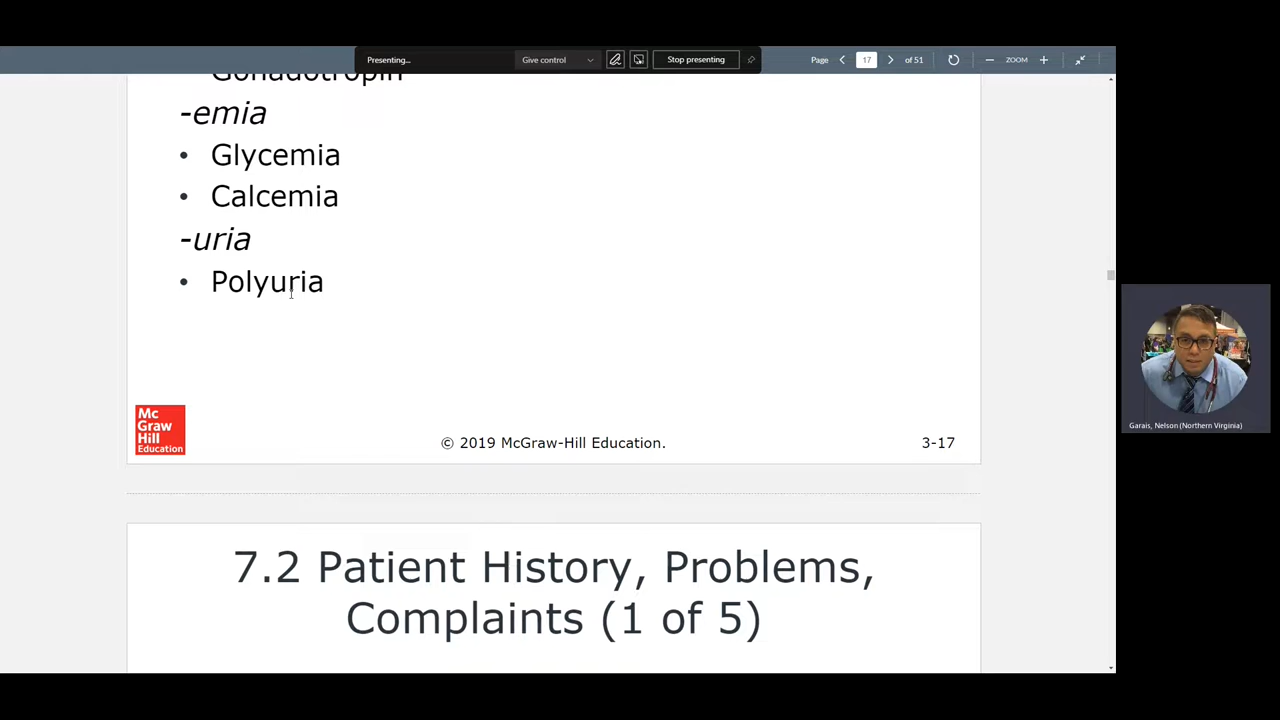 Presenting...
Give control
Stop presenting
Page
17
of 51
ZOOM
Gonadotropin
-emia
• Glycemia
• Calcemia
-uria
• Polyuria
Mc
Graw
Hill
Education
© 2019 McGraw-Hill Education.
3-17
7.2 Patient History, Problems,
Complaints (1 of 5)
Garais, Nelson (Northern Virginia)